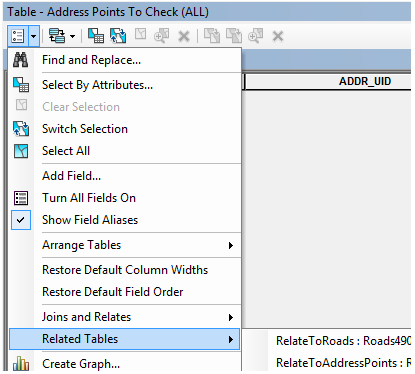 Table - Address Points To Check (ALL)
ADDR_UID
Find and Replace...
Select By Attributes...
Clear Selection
Switch Selection
Select All
Add Field...
Turn All Fields On
Show Field Aliases
Arrange Tables
Restore Default Column Widths
Restore Default Field Order
Joins and Relates
Related Tables
RelateToRoads : Roads490
Create Graph...
RelateToAddressPoints : R